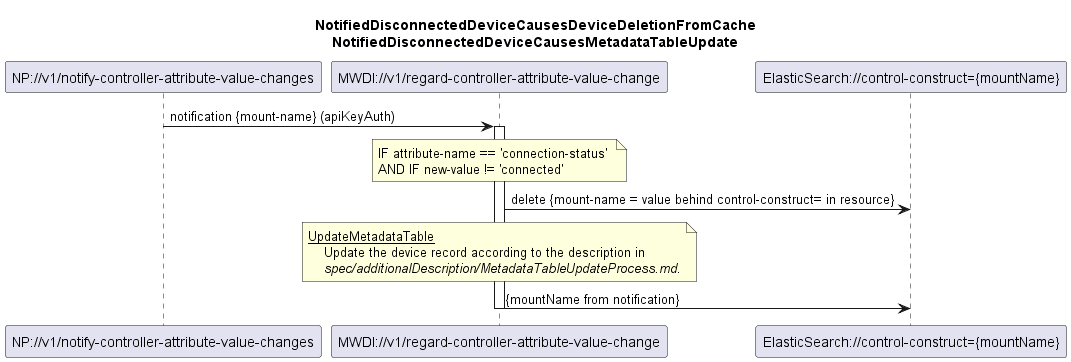 NotifiedDisconnectedDeviceCausesDeviceDeletionFromCache
NotifiedDisconnectedDeviceCausesMetadataTableUpdate
NP://v1/notify-controller-attribute-value-changes
MWDI://v1/regard-controller-attribute-value-change
ElasticSearch://control-construct={mountName}
notification {mount-name} (apiKeyAuth)
IF attribute-name == 'connection-status'
AND IF new-value != 'connected'
delete {mount-name = value behind control-construct= in resource}
UpdateMetadataTable
Update the device record according to the description in
spec/additionalDescription/MetadataTableUpdateProcess.md.
{mountName from notification}
NP://v1/notify-controller-attribute-value-changes
MWDI://v1/regard-controller-attribute-value-change
ElasticSearch://control-construct={mountName}